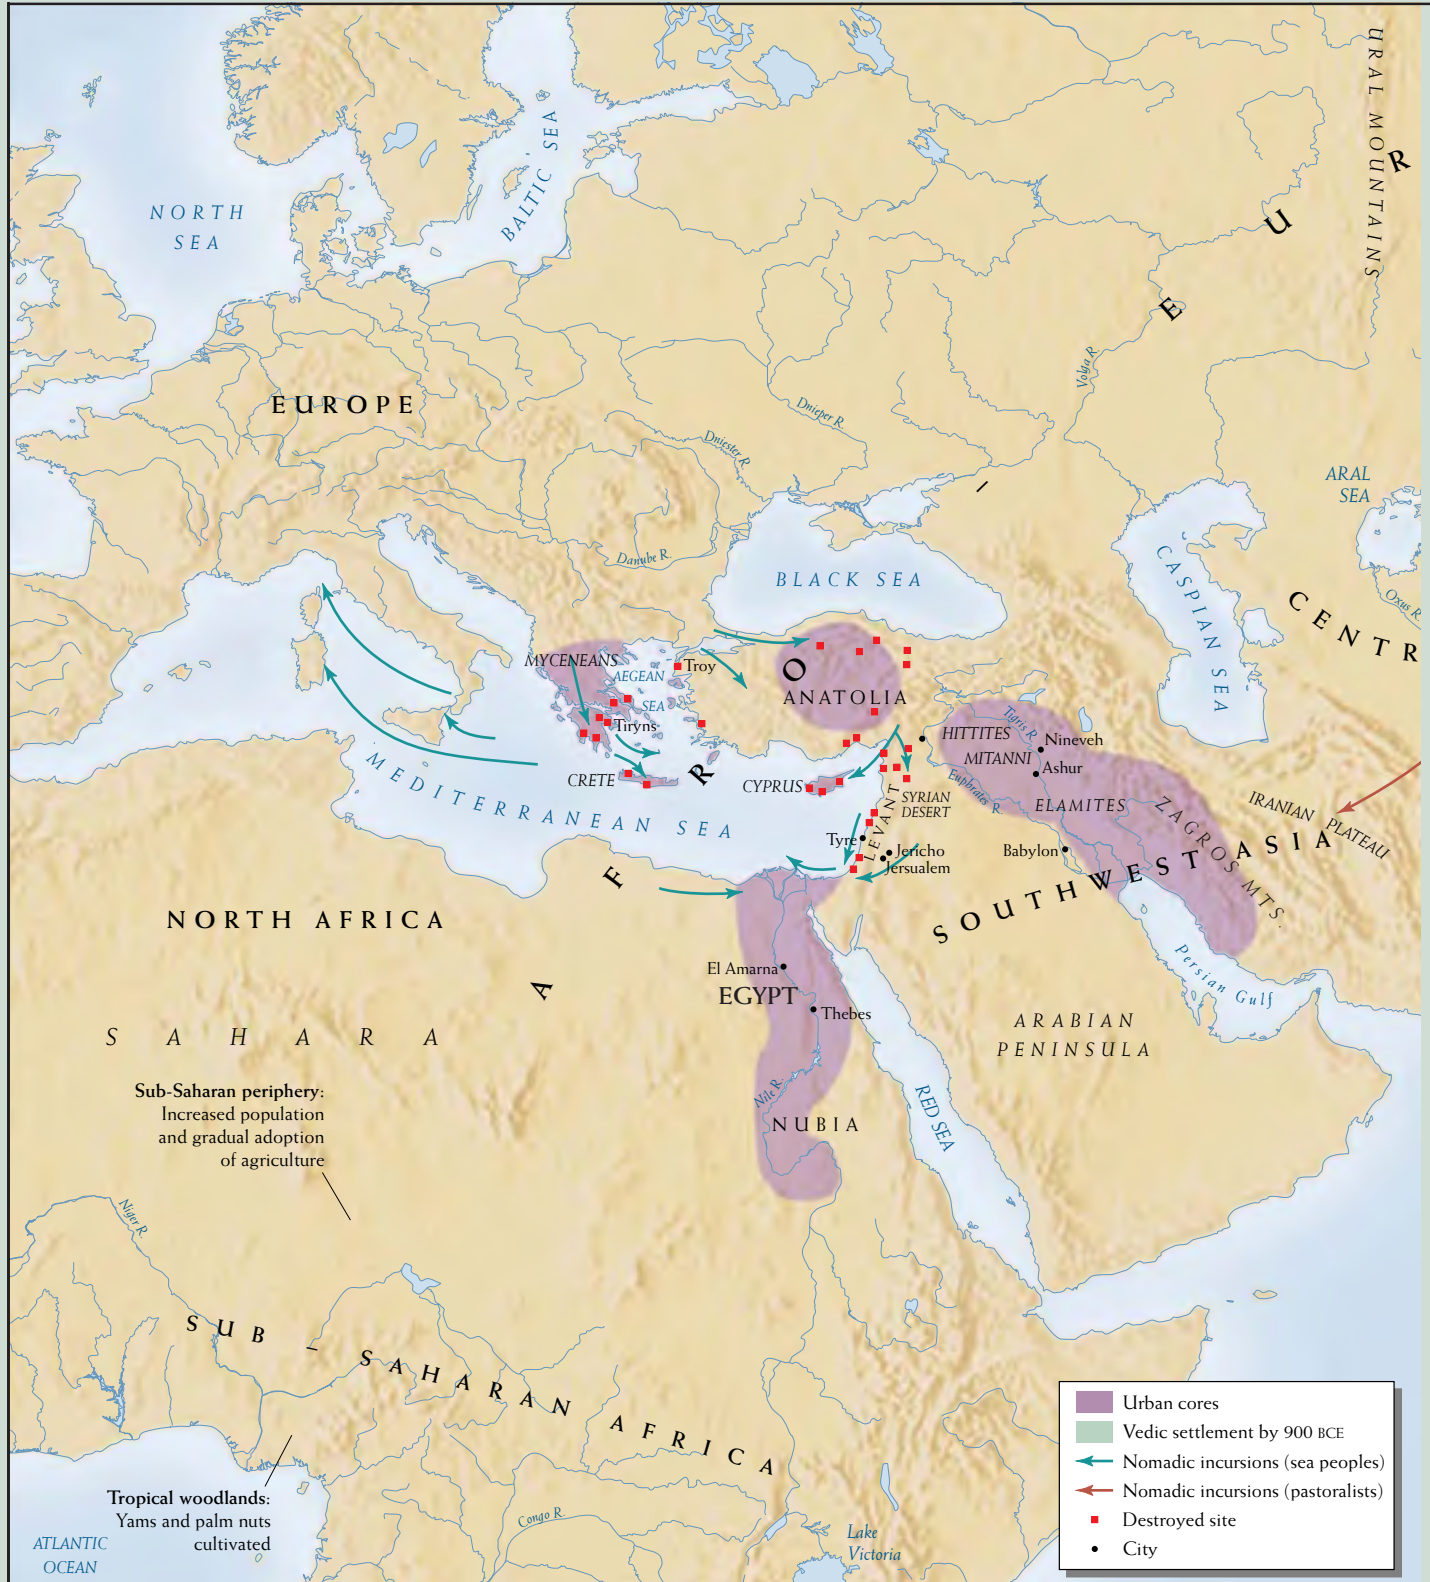 URAL MOUNTAINS
NORTH
SEA
BALTIC SEA
EUROPE
Volga R.
Dnieper R.
Dniester R.
Danube R.
BLACK SEA
CASPIAN SEA
ARAL
SEA
Oxus R.
CENTR
AFRO-EUR
MYCENEANS
AEGEAN
SEA
Troy
Tiryns
CRETE
ANATOLIA
CYPRUS
HITTITES
MITANNI
Tigris R.
Nineveh
Ashur
Euphrates R.
ELAMITES
SYRIAN
DESERT
LEVANT
Tyre
Jericho
Jersualem
Babylon
ZAGROS MTS.
IRANIAN PLATEAU
SOUTHWEST ASIA
MEDITERRANEAN SEA
NORTH AFRICA
SAHARA
El Amarna
EGYPT
Thebes
Nile R.
NUBIA
RED SEA
ARABIAN
PENINSULA
Persian Gulf
Sub-Saharan periphery:
Increased population
and gradual adoption
of agriculture
Niger R.
SUB-SAHARAN AFRICA
Tropical woodlands:
Yams and palm nuts
cultivated
ATLANTIC
OCEAN
Congo R.
Lake
Victoria
Urban cores
Vedic settlement by 900 BCE
Nomadic incursions (sea peoples)
Nomadic incursions (pastoralists)
Destroyed site
City